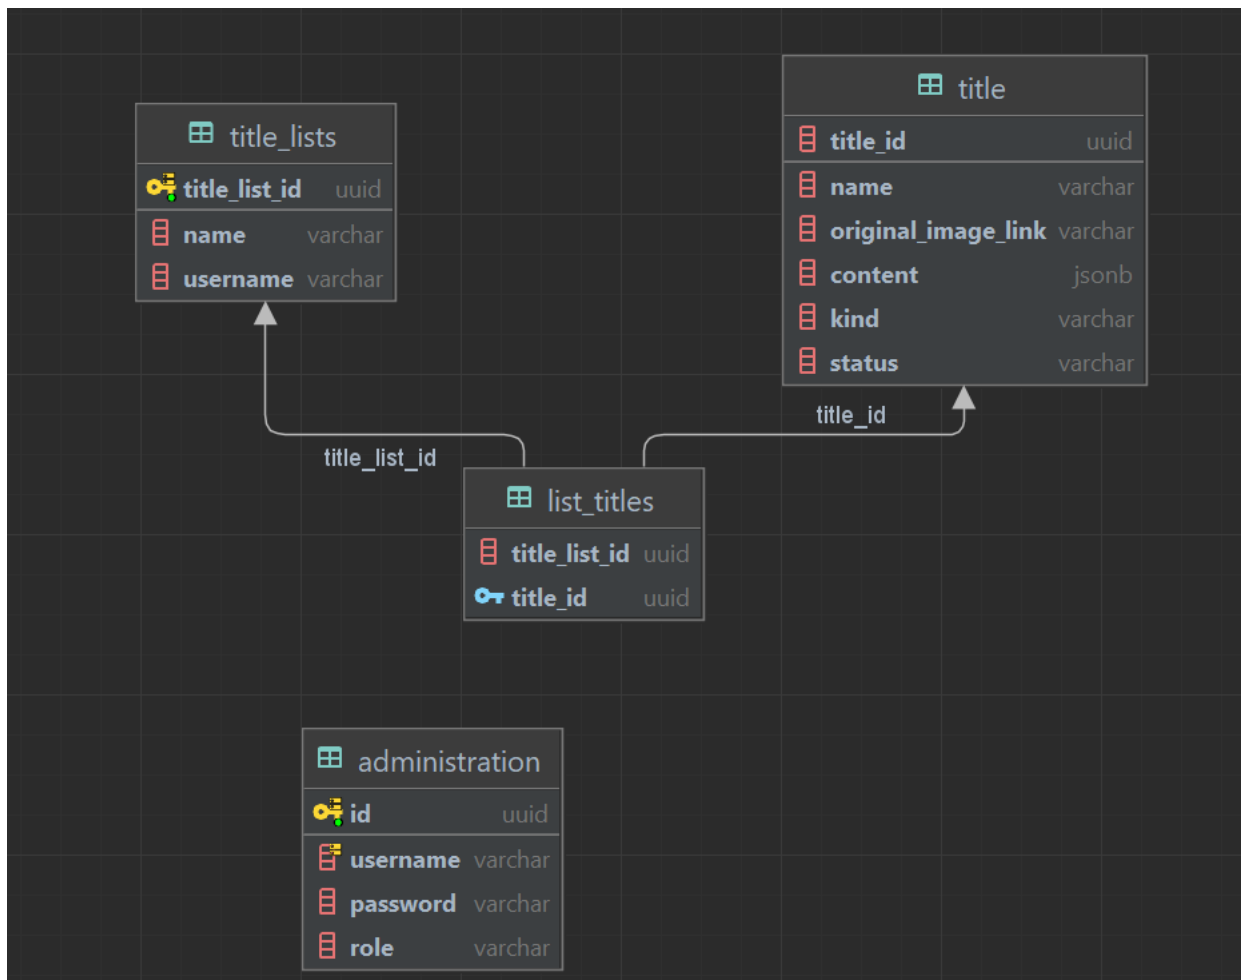 title_lists
title_list_id uuid
name varchar
username varchar
title
title_id uuid
name varchar
original_image_link varchar
content jsonb
kind varchar
status varchar
title_list_id
title_id
list_titles
title_list_id uuid
title_id uuid
administration
id uuid
username varchar
password varchar
role varchar